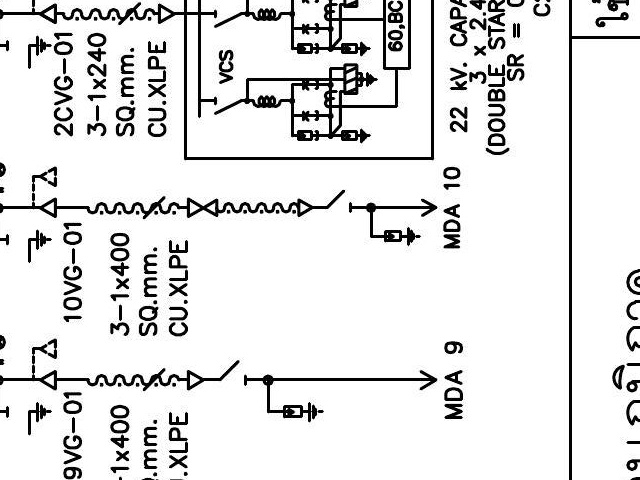 2CVG-01
3-1x240
SQ.mm.
CU.XLPE
VCS
60,BC
22 kV. CAPA
3 x 2.4
(DOUBLE STAR
SR = 0
10VG-01
3-1x400
SQ.mm.
CU.XLPE
MDA 10
9VG-01
-1x400
Q.mm.
U.XLPE
MDA 9